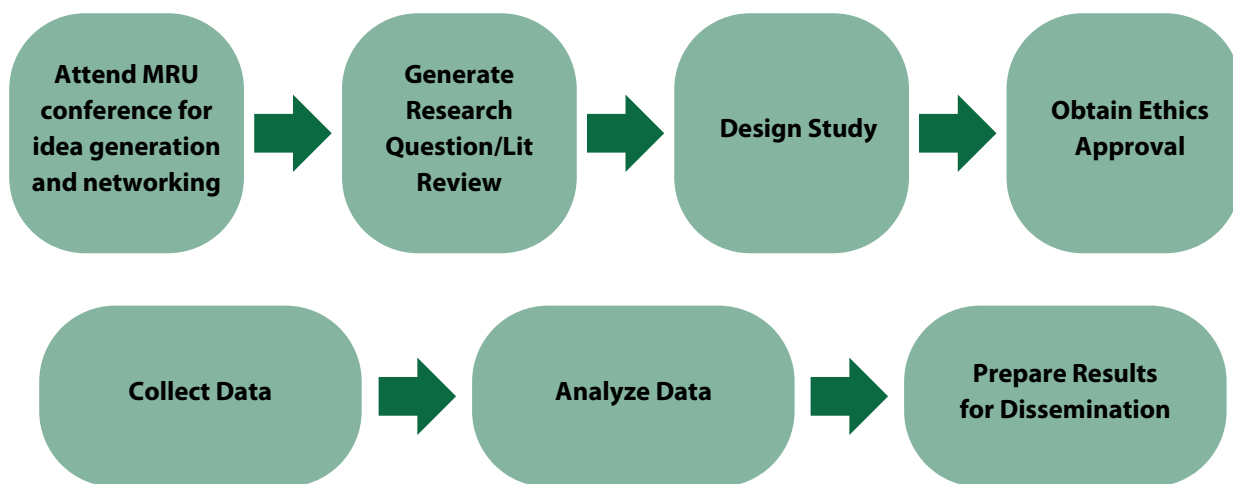 Attend MRU
conference for
idea generation
and networking
Generate
Research
Question/Lit
Review
Design Study
Obtain Ethics
Approval
Collect Data
Analyze Data
Prepare Results
for Dissemination